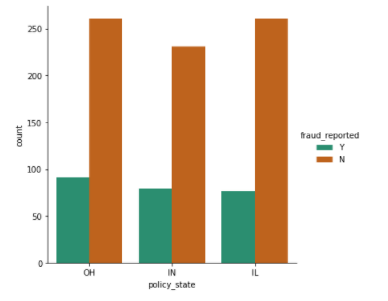 250
200
150
100
50
0
count
OH
IN
IL
policy_state
fraud_reported
Y
N